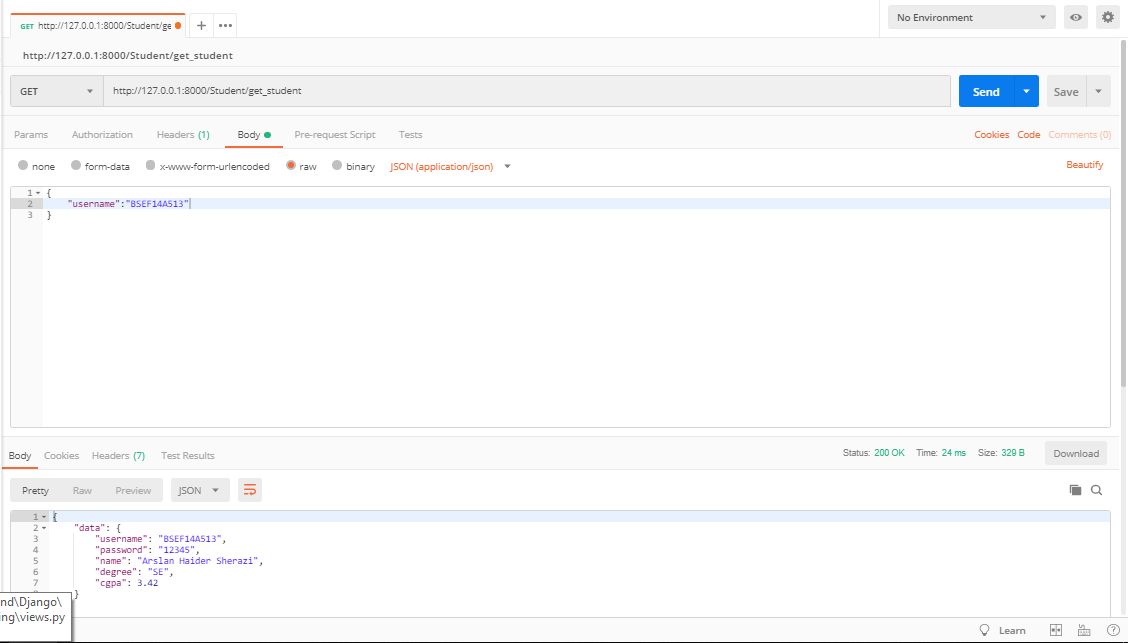 GET http://127.0.0.1:8000/Student/ge
No Environment
http://127.0.0.1:8000/Student/get_student
GET http://127.0.0.1:8000/Student/get_student Send Save
Params Authorization Headers (1) Body Pre-request Script Tests Cookies Code Comments (0)
none form-data x-www-form-urlencoded raw binary JSON (application/json) Beautify
1 {
2 "username":"BSEF14A513"
3 }
Body Cookies Headers (7) Test Results Status: 200 OK Time: 24 ms Size: 329 B Download
Pretty Raw Preview JSON
1 {
2 "data": {
3 "username": "BSEF14A513",
4 "password": "12345",
5 "name": "Arslan Haider Sherazi",
6 "degree": "SE",
7 "cgpa": 3.42
}
nd\Django\
ing\views.py
Learn